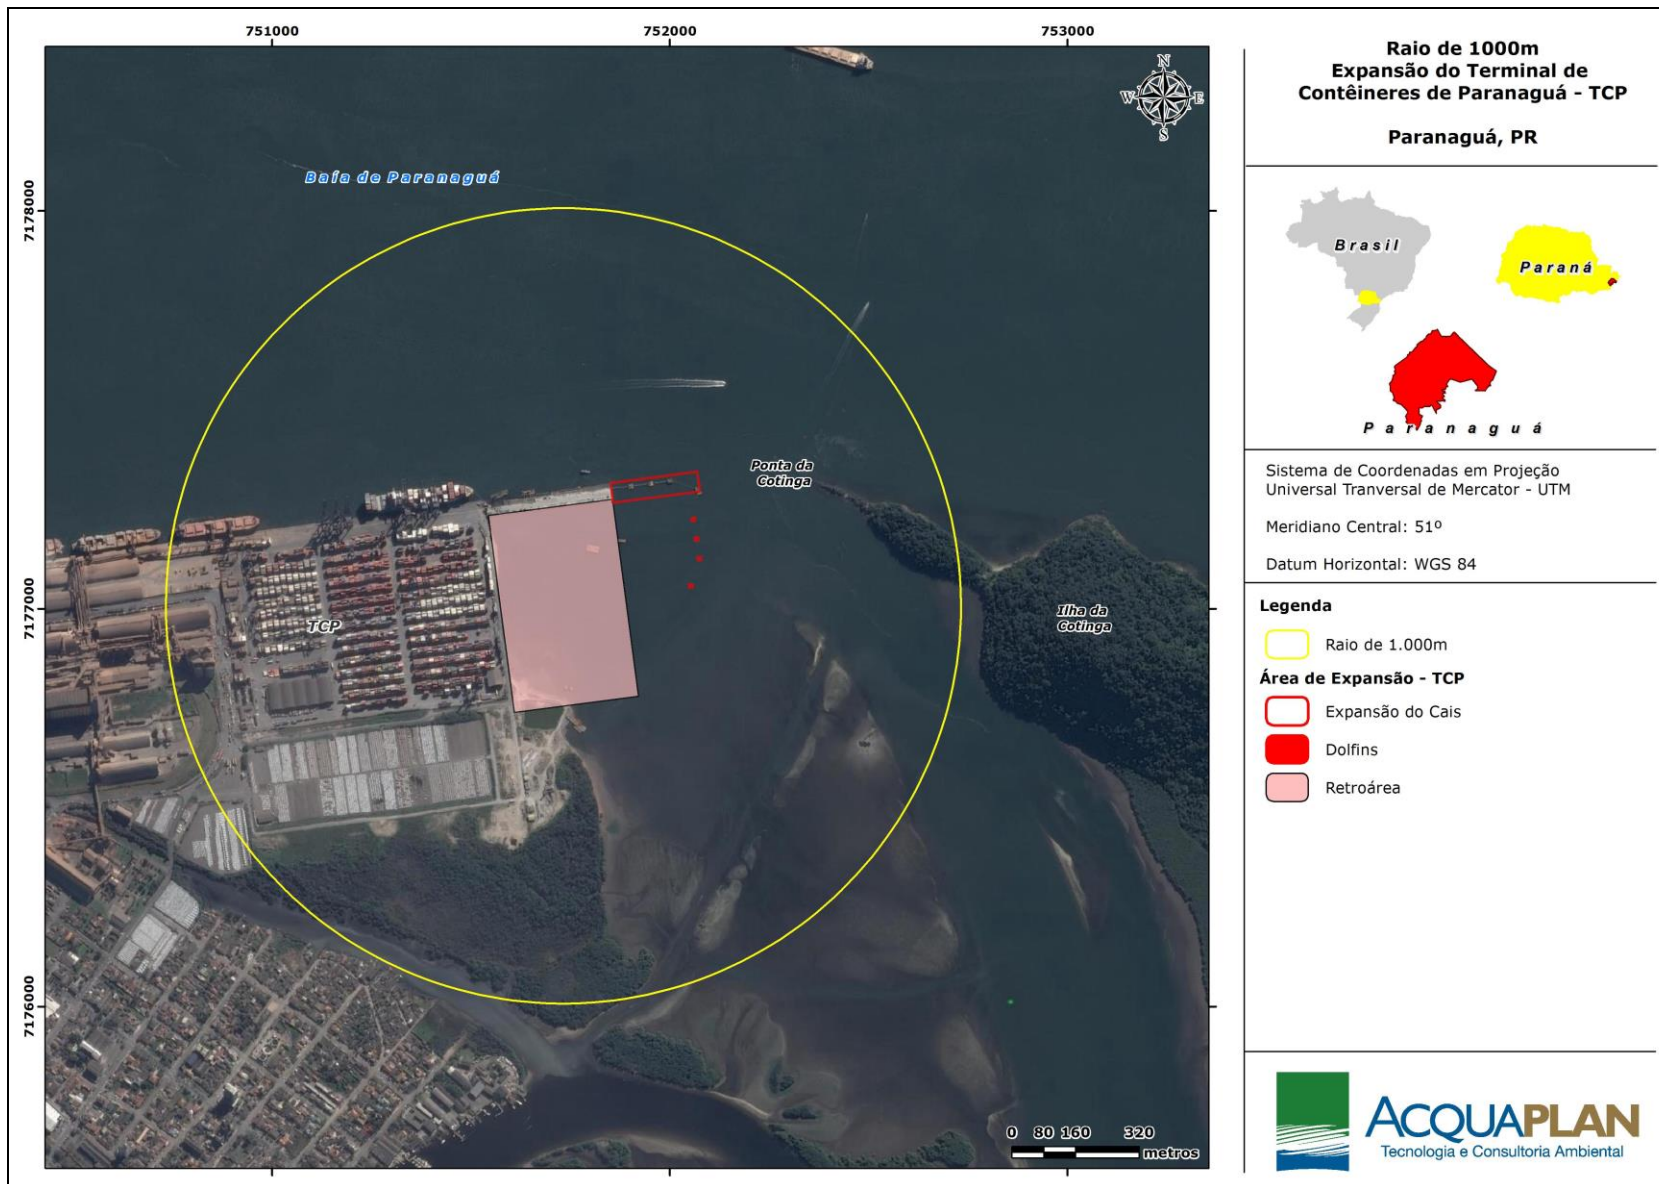 751000
752000
753000
7178000
7177000
7176000
N
W
E
S
Baía de Paranaguá
Ponta da
Cotinga
Ilha da
Cotinga
TCP
0 80 160 320
metros
Raio de 1000m
Expansão do Terminal de
Contêineres de Paranaguá - TCP
Paranaguá, PR
Brasil
Paraná
Paranaguá
Sistema de Coordenadas em Projeção
Universal Tranversal de Mercator - UTM
Meridiano Central: 51º
Datum Horizontal: WGS 84
Legenda
Raio de 1.000m
Área de Expansão - TCP
Expansão do Cais
Dolfins
Retroárea
ACQUAPLAN
Tecnologia e Consultoria Ambiental